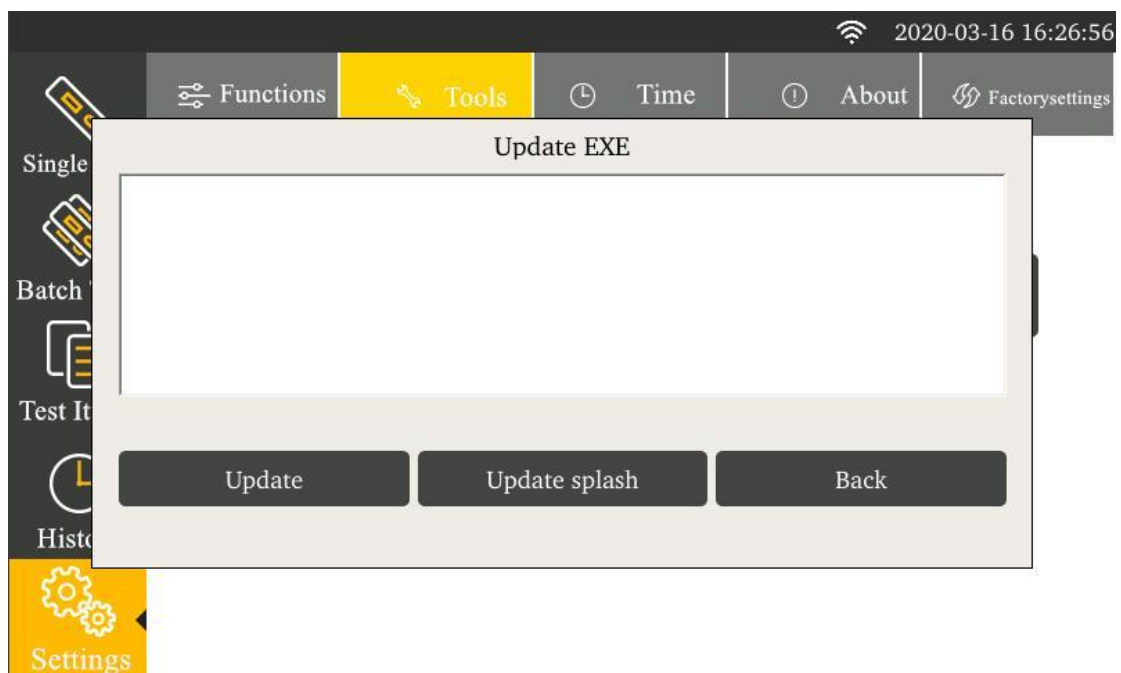 2020-03-16 16:26:56
Functions
Tools
Time
About
Factorysettings
Single
Update EXE
Batch
Test It
Update
Update splash
Back
Histo
Settings